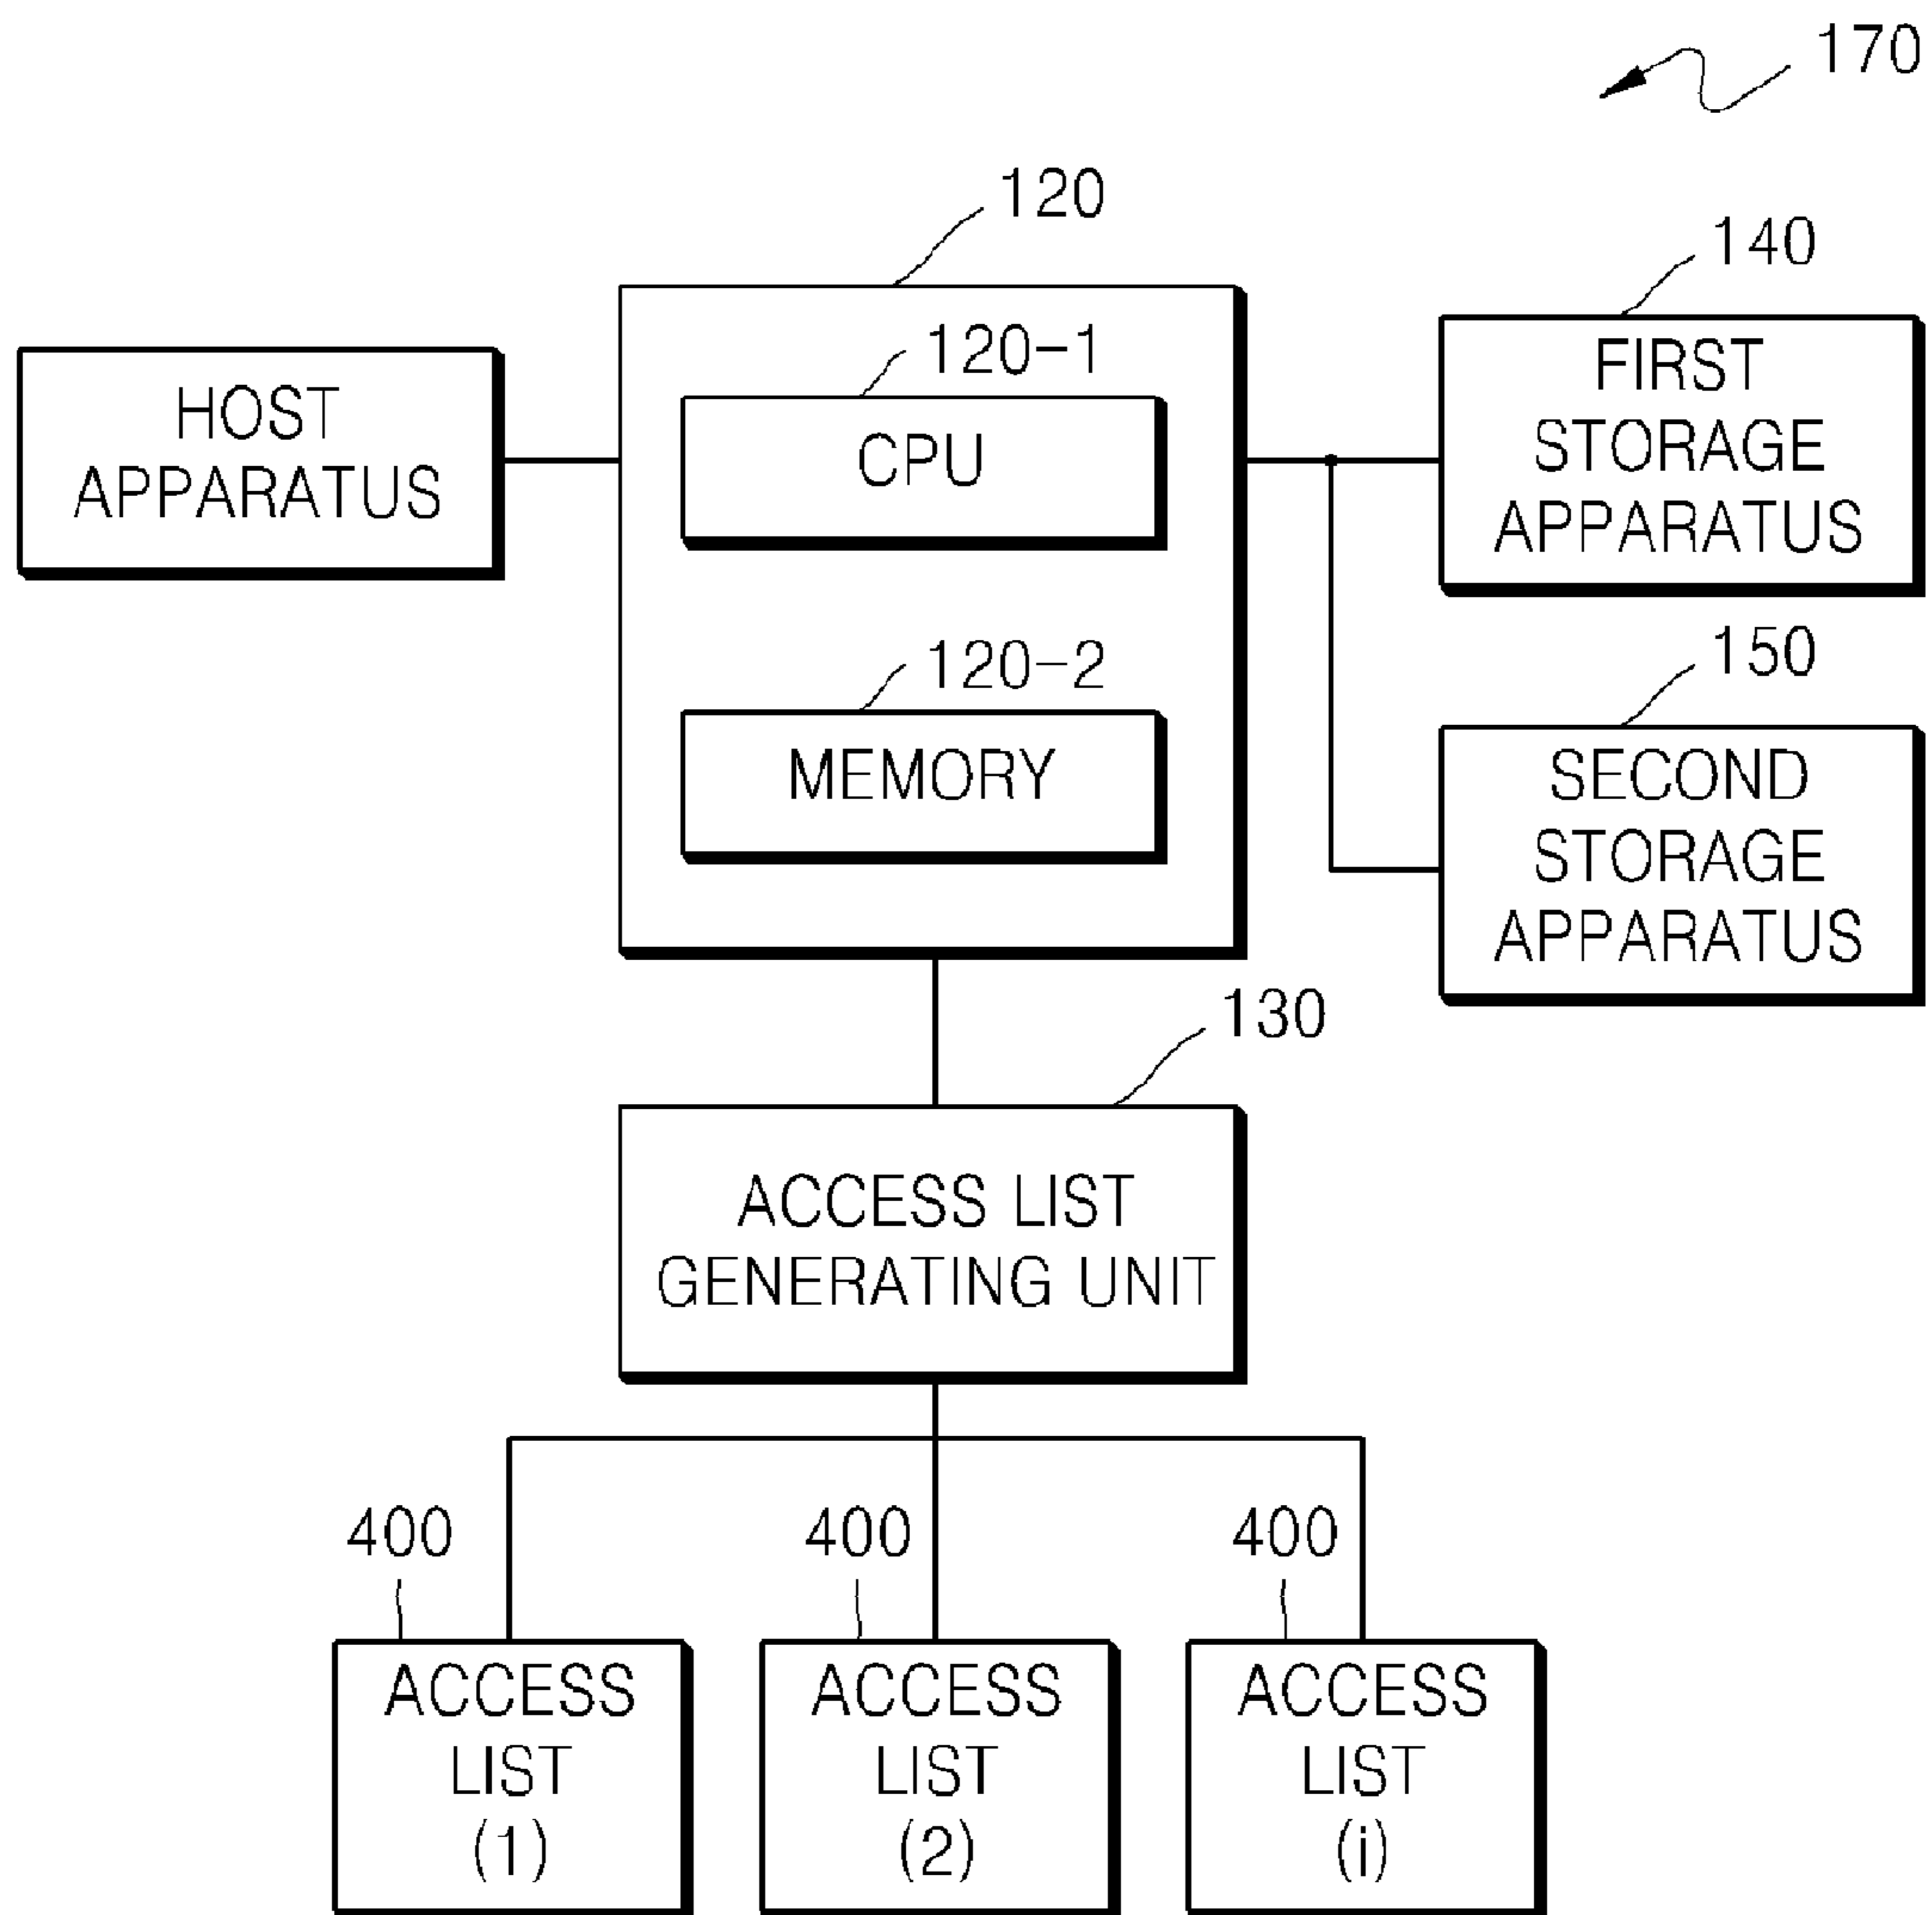 170
120
140
120-1
HOST
APPARATUS
CPU
FIRST
STORAGE
APPARATUS
120-2
150
MEMORY
SECOND
STORAGE
APPARATUS
130
ACCESS LIST
GENERATING UNIT
400
400
400
ACCESS
LIST
(1)
ACCESS
LIST
(2)
ACCESS
LIST
(i)